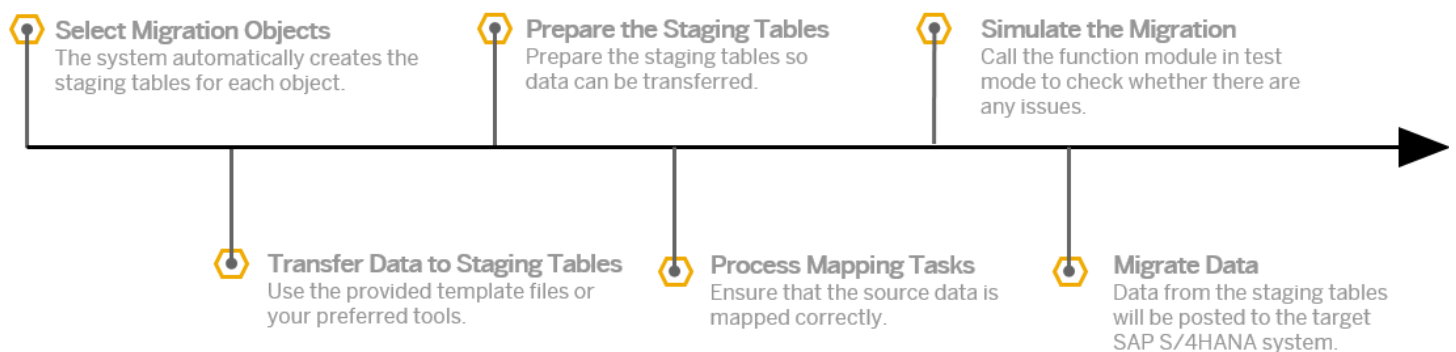 Select Migration Objects
The system automatically creates the
staging tables for each object.
Transfer Data to Staging Tables
Use the provided template files or
your preferred tools.
Prepare the Staging Tables
Prepare the staging tables so
data can be transferred.
Process Mapping Tasks
Ensure that the source data is
mapped correctly.
Simulate the Migration
Call the function module in test
mode to check whether there are
any issues.
Migrate Data
Data from the staging tables
will be posted to the target
SAP S/4HANA system.